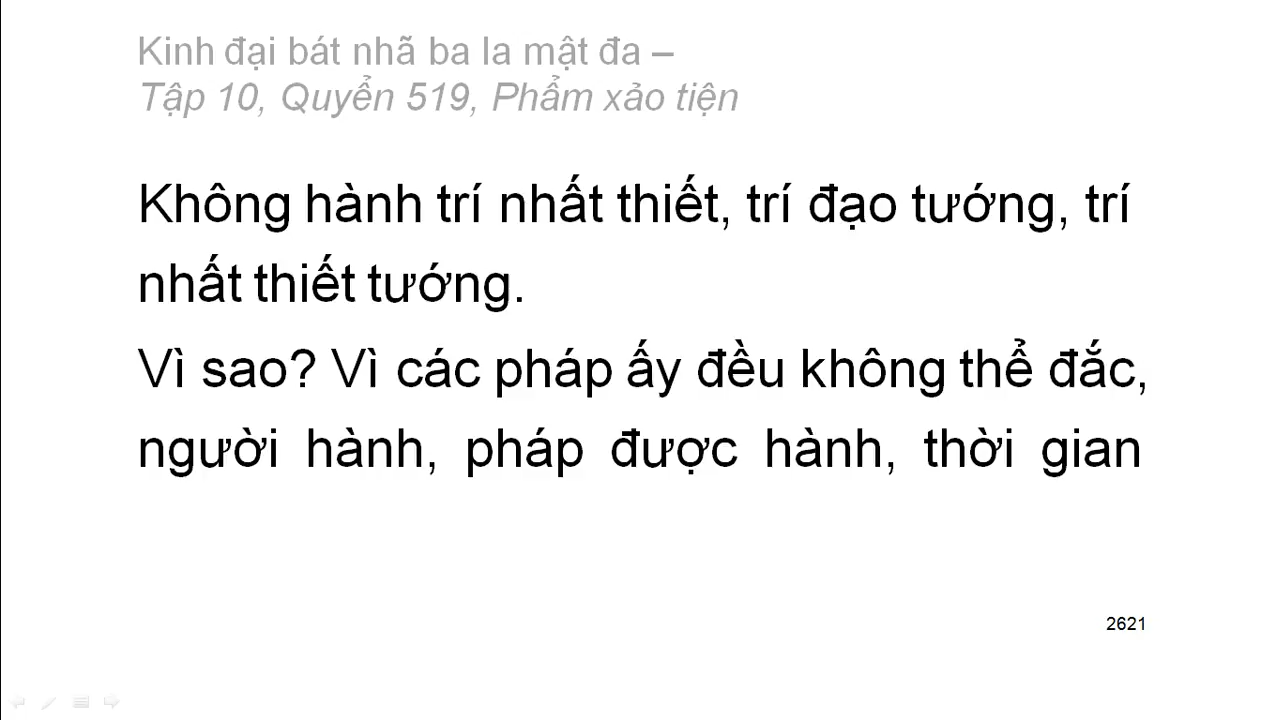 Kinh đại bát nhã ba la mật đa –
Tập 10, Quyển 519, Phẩm xảo tiện
Không hành trí nhất thiết, trí đạo tướng, trí
nhất thiết tướng.
Vì sao? Vì các pháp ấy đều không thể đắc,
người hành, pháp được hành, thời gian
2621